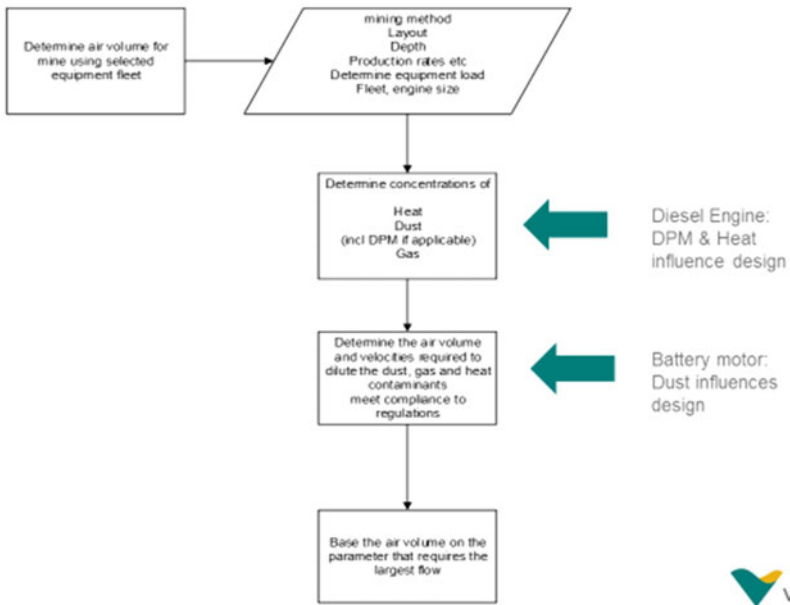 Determine air volume for
mine using selected
equipment fleet
mining method
Layout
Depth
Production rates etc
Determine equipment load
Fleet, engine size
Determine concentrations of
Heat
Dust
(incl DPM if applicable)
Gas
Diesel Engine:
DPM & Heat
influence design
Determine the air volume
and velocities required to
dilute the dust, gas and heat
contaminants
meet compliance to
regulations
Battery motor:
Dust influences
design
Base the air volume on the
parameter that requires the
largest flow